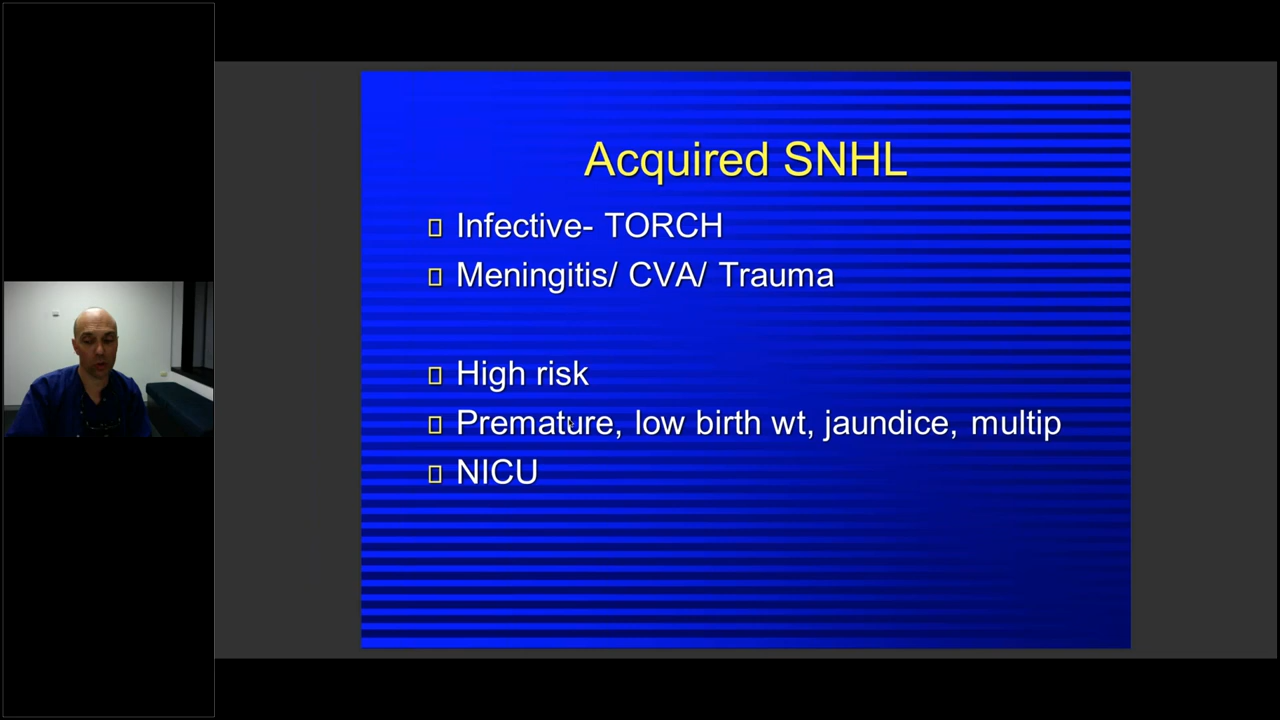 Acquired SNHL
Infective- TORCH
Meningitis/ CVA/ Trauma
High risk
Premature, low birth wt, jaundice, multip
NICU